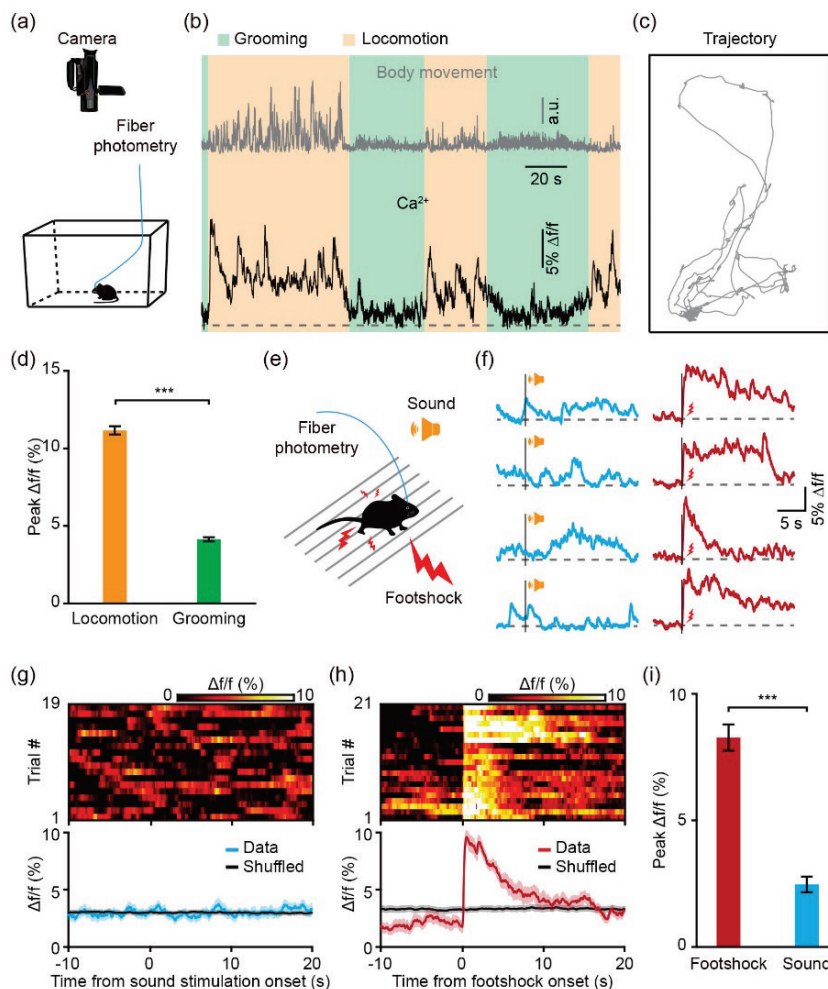 (a)
Camera
Fiber
photometry
(b)
Grooming
Locomotion
Body movement
a.u.
20 s
Ca²⁺
5% Δf/f
(c)
Trajectory
(d)
15
10
5
0
Peak Δf/f (%)
***
Locomotion
Grooming
(e)
Sound
Fiber
photometry
Footshock
(f)
5 s
5% Δf/f
(g)
Δf/f (%)
0
10
19
Trial #
1
10
5
0
Δf/f (%)
Data
Shuffled
-10
0
10
20
Time from sound stimulation onset (s)
(h)
Δf/f (%)
0
10
21
Trial #
1
10
5
0
Δf/f (%)
Data
Shuffled
-10
0
10
20
Time from footshock onset (s)
(i)
10
5
0
Peak Δf/f (%)
***
Footshock
Sound